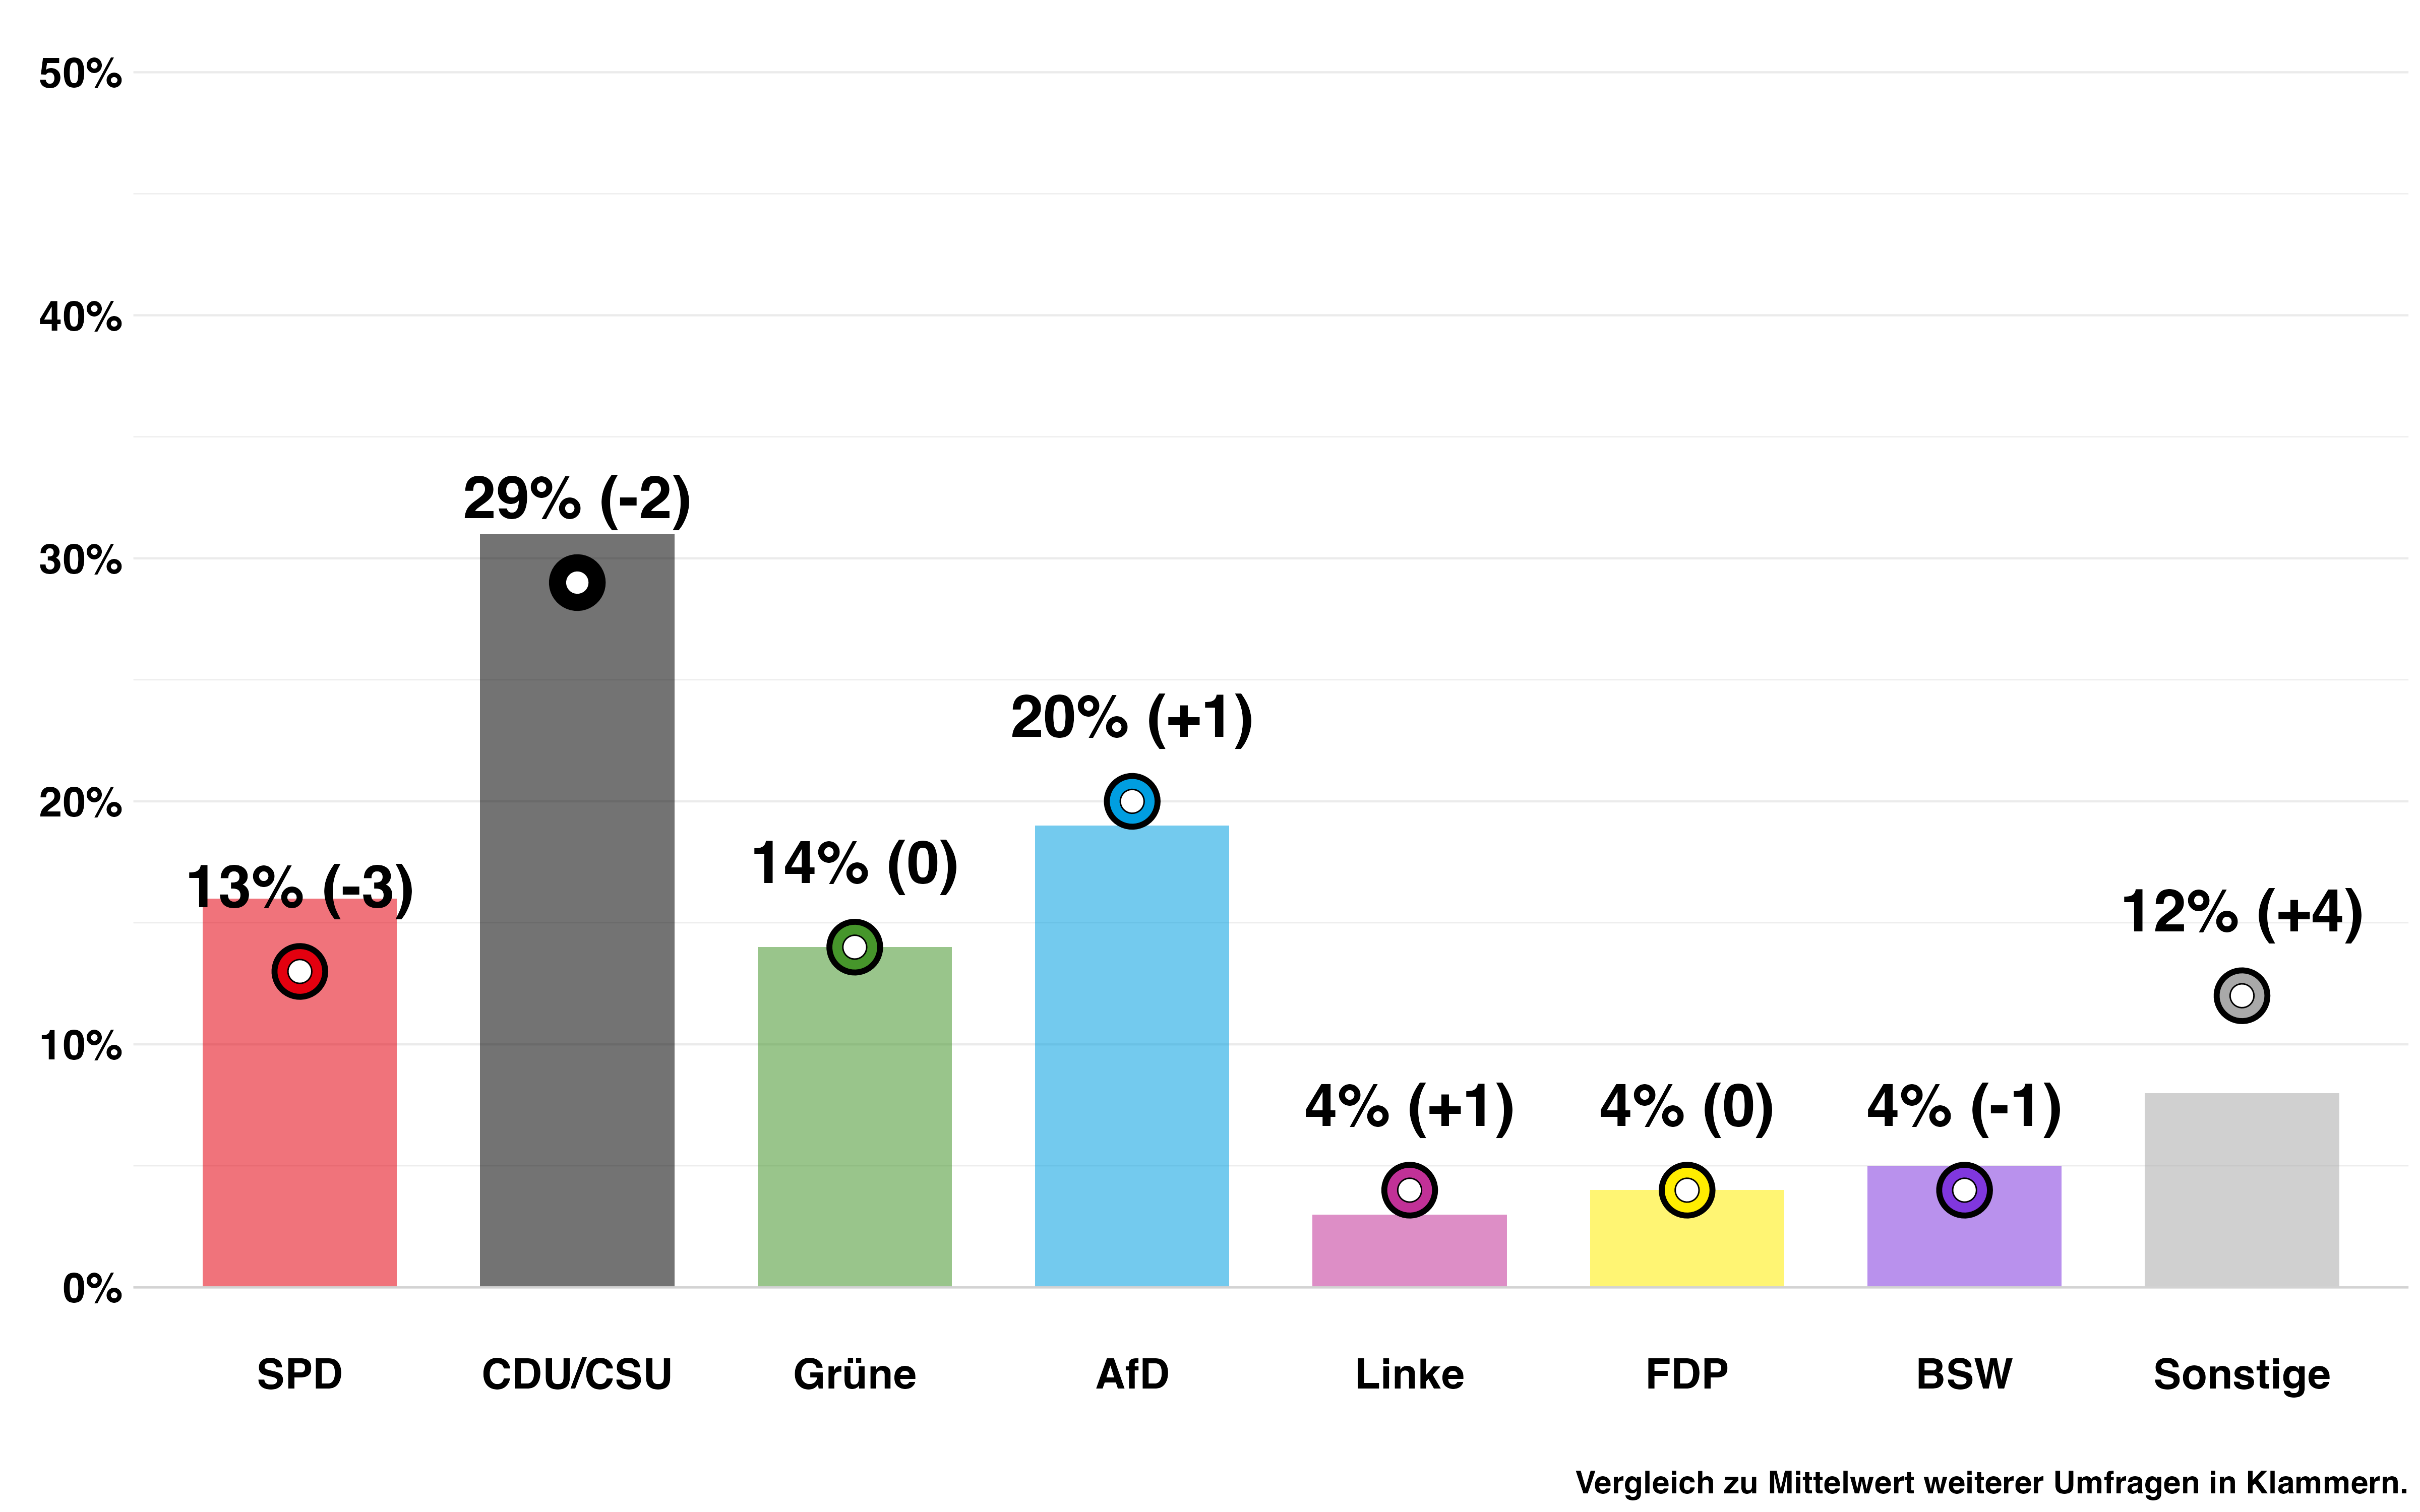 50%
40%
30%
20%
10%
0%
13% (-3)
29% (-2)
14% (0)
20% (+1)
4% (+1)
4% (0)
4% (-1)
12% (+4)
SPD
CDU/CSU
Grüne
AfD
Linke
FDP
BSW
Sonstige
Vergleich zu Mittelwert weiterer Umfragen in Klammern.